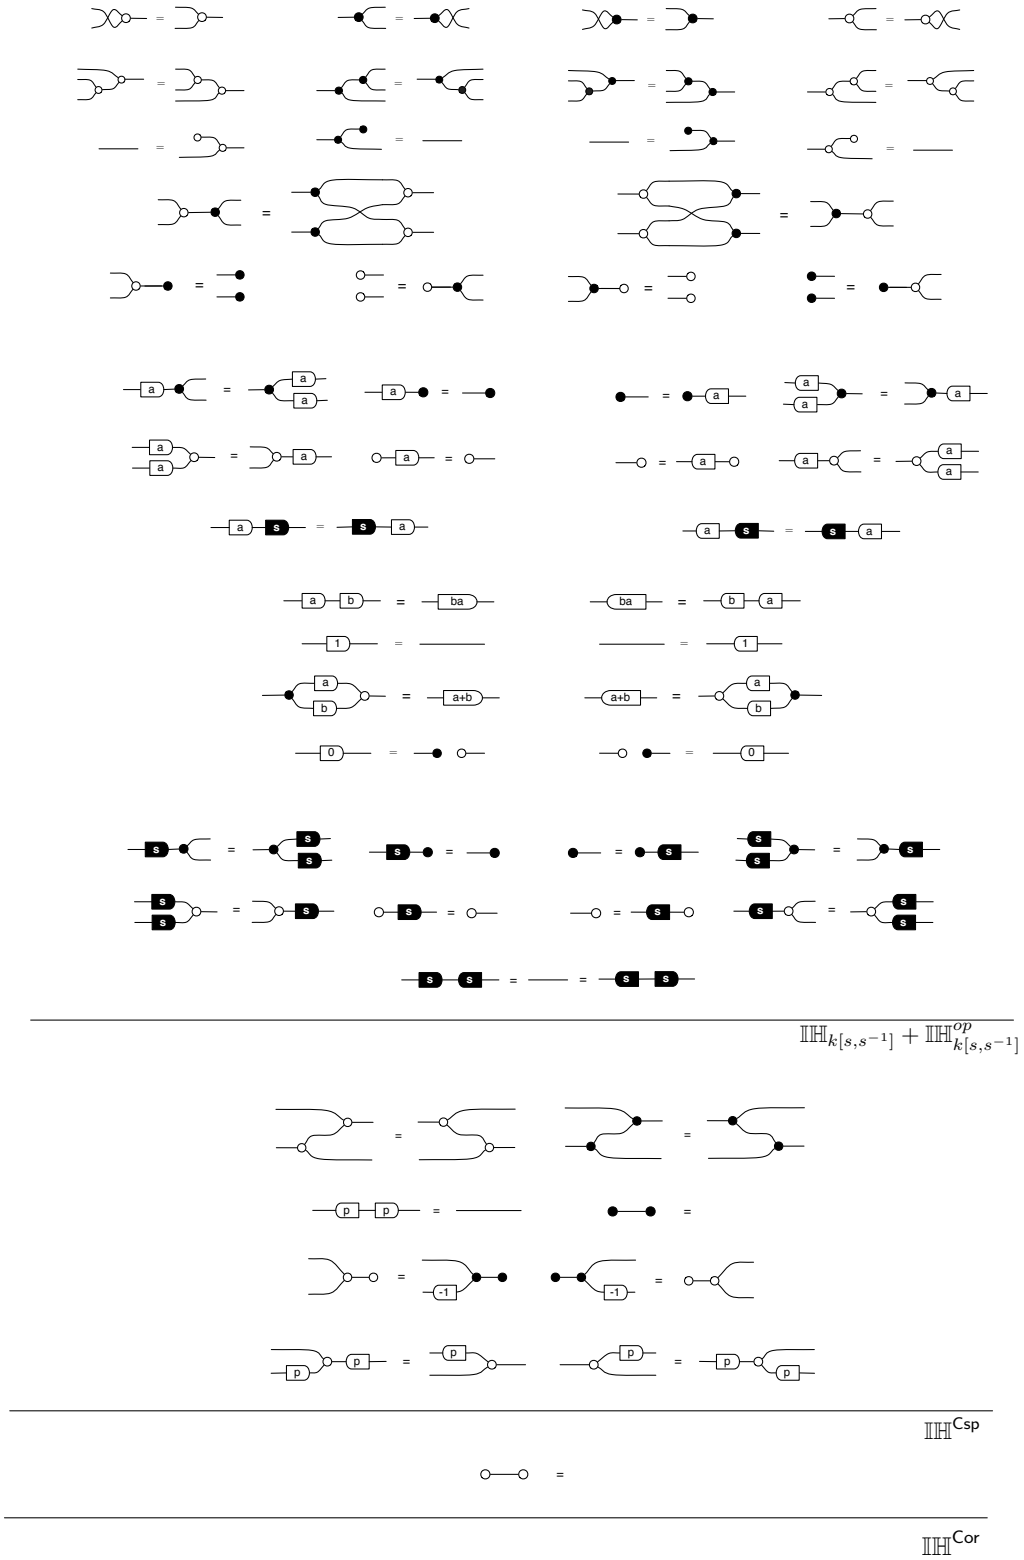 = = = =
= = = =
= = = =
= =
= = = =
a = a a a = = a a a = a
a a = a a = = a a = a a
a s = s a a s = s a
a b = ba ba = b a
1 = = 1
a b = a+b a+b = a b
0 = = 0
s = s s s = = s s s = s
s s = s s = = s s = s s
s s = = s s
𝕀ℍ_{k[s,s^{-1}]} + 𝕀ℍ^{op}_{k[s,s^{-1}]}
= =
p p = =
= -1 -1 =
p p = p p = p p
𝕀ℍ^{Csp}
=
𝕀ℍ^{Cor}